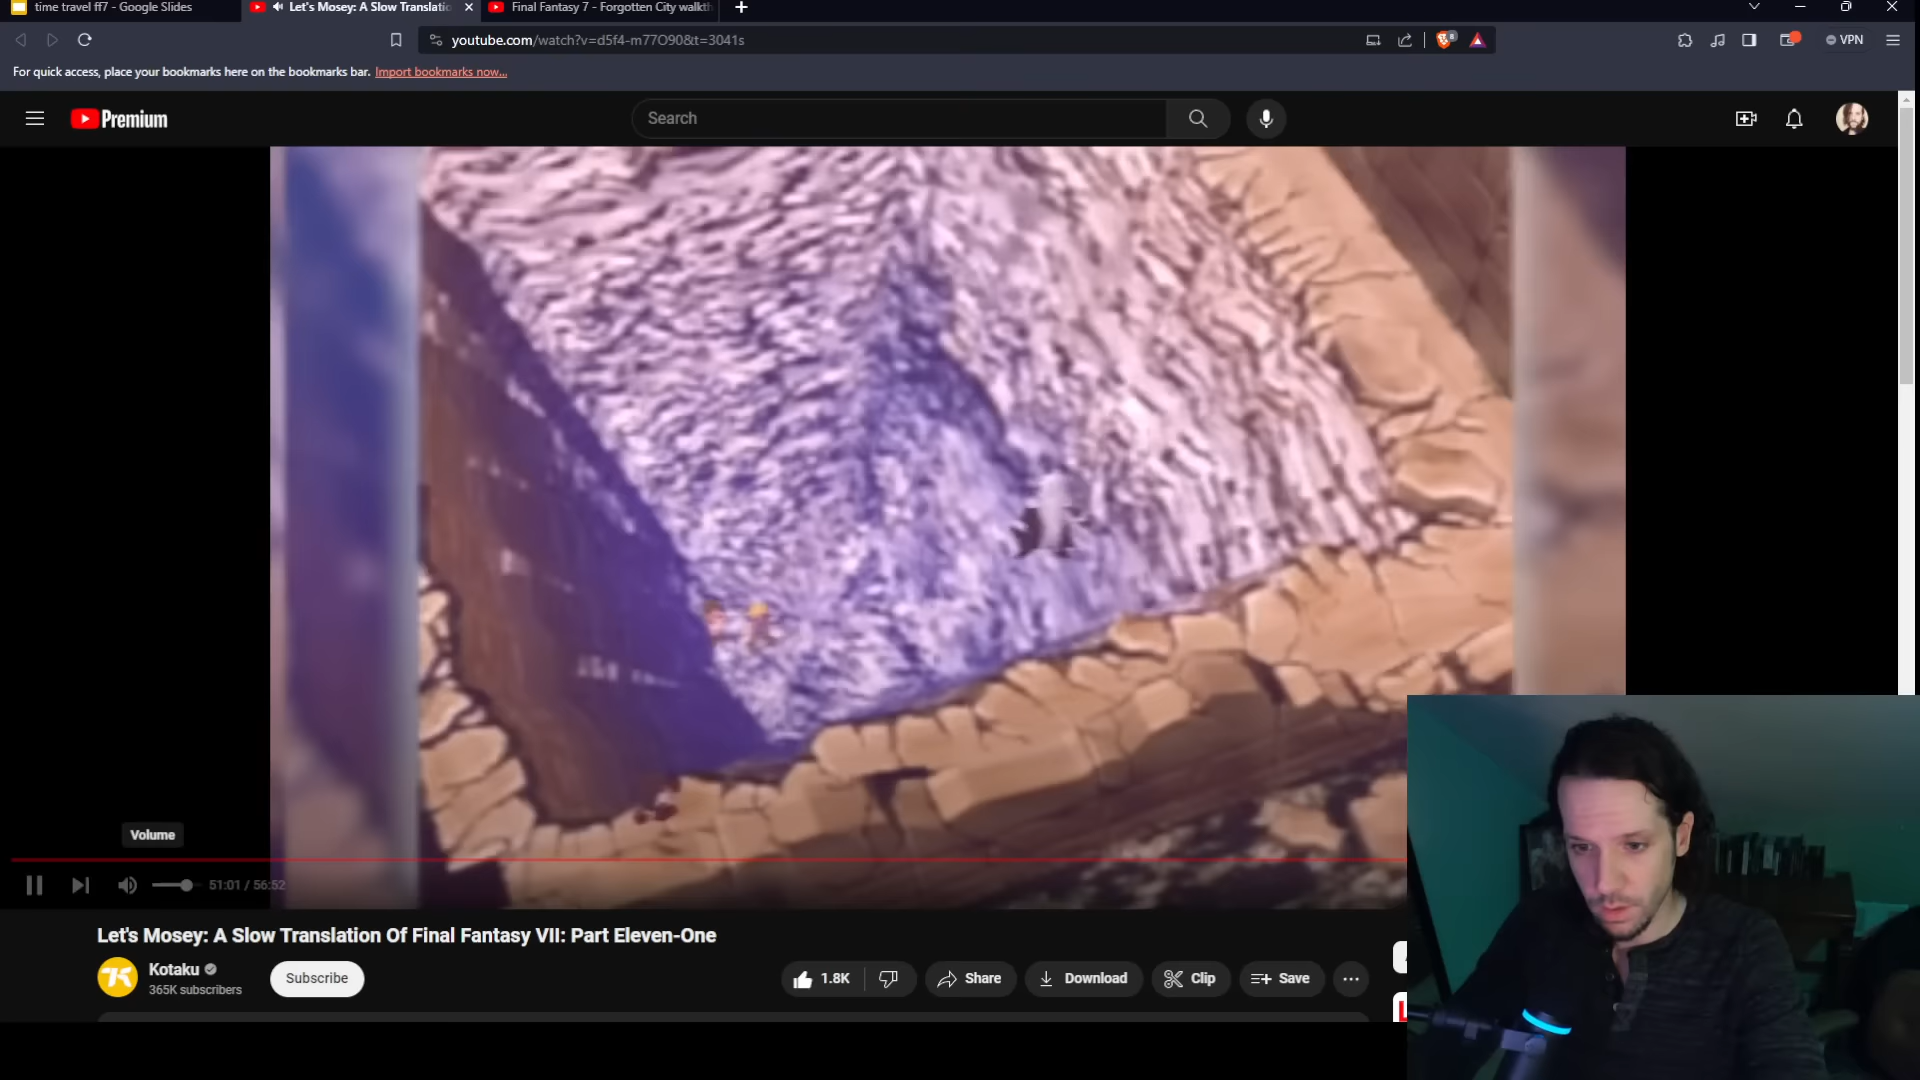 time travel ff7 - Google Slides
Let's Mosey: A Slow Translatio
Final Fantasy 7 - Forgotten City walkth
youtube.com/watch?v=d5f4-m77O90&t=3041s
8
VPN
For quick access, place your bookmarks here on the bookmarks bar. Import bookmarks now...
Premium
Search
Volume
51:01 / 56:52
Let's Mosey: A Slow Translation Of Final Fantasy VII: Part Eleven-One
Kotaku
365K subscribers
Subscribe
1.8K
Share
Download
Clip
Save